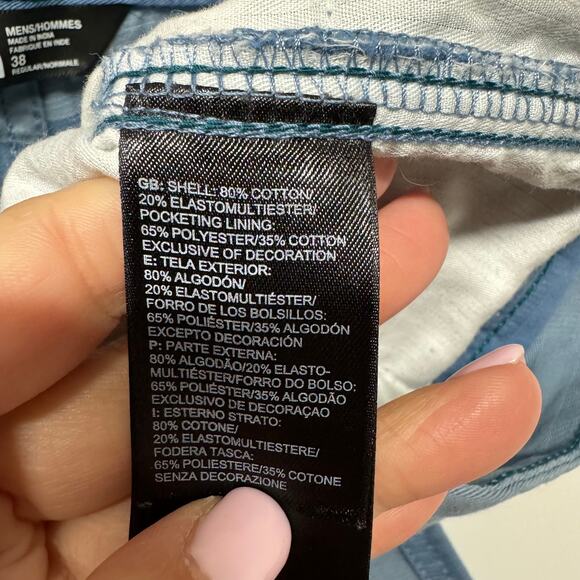 MENS/HOMMES
MADE IN INDIA
FABRIQUE EN INDE
38
REGULAR/NORMALE
GB: SHELL: 80% COTTON/
20% ELASTOMULTIESTER/
POCKETING LINING:
65% POLYESTER/35% COTTON
EXCLUSIVE OF DECORATION
E: TELA EXTERIOR:
80% ALGODÓN/
20% ELASTOMULTIÉSTER/
FORRO DE LOS BOLSILLOS:
65% POLIÉSTER/35% ALGODÓN
EXCEPTO DECORACIÓN
P: PARTE EXTERNA:
80% ALGODÃO/20% ELASTO-
MULTIÉSTER/FORRO DO BOLSO:
65% POLIÉSTER/35% ALGODÃO
EXCLUSIVO DE DECORAÇAO
I: ESTERNO STRATO:
80% COTONE/
20% ELASTOMULTIESTERE/
FODERA TASCA:
65% POLIESTERE/35% COTONE
SENZA DECORAZIONE